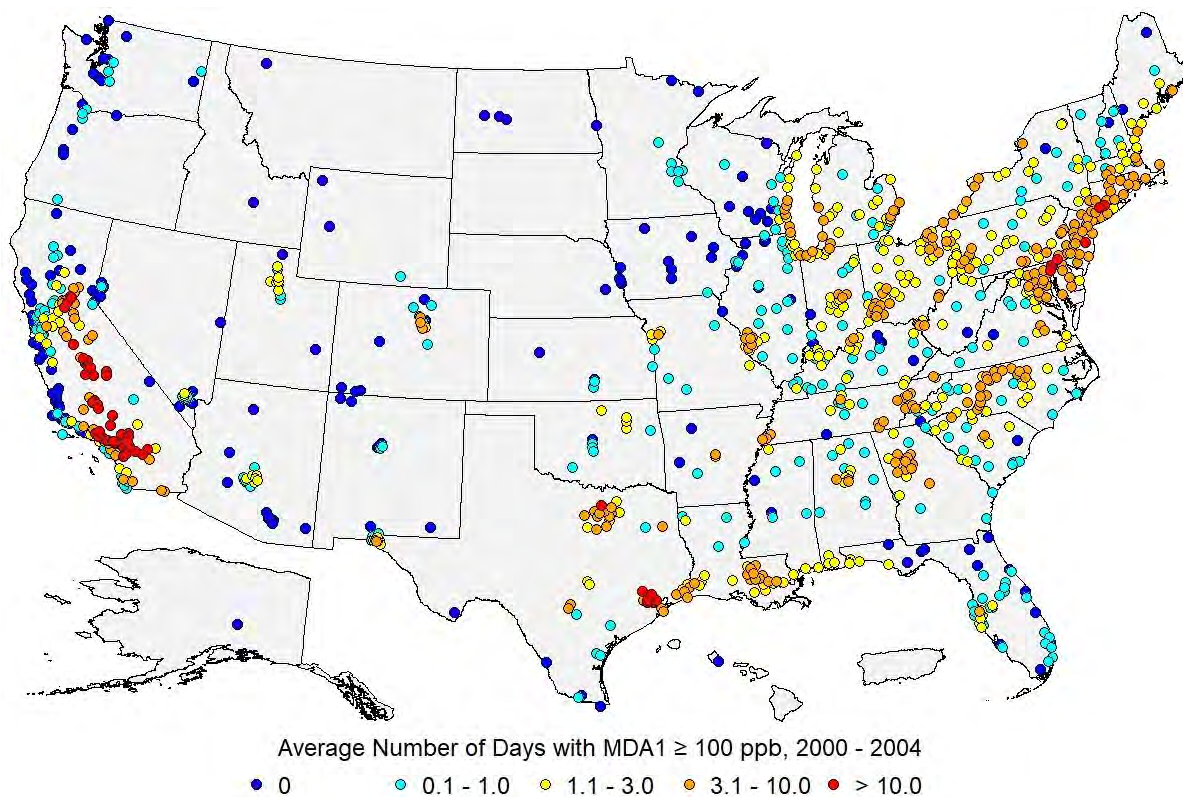 Average Number of Days with MDA1 ≥ 100 ppb, 2000 - 2004
0 0.1 - 1.0 1.1 - 3.0 3.1 - 10.0 > 10.0